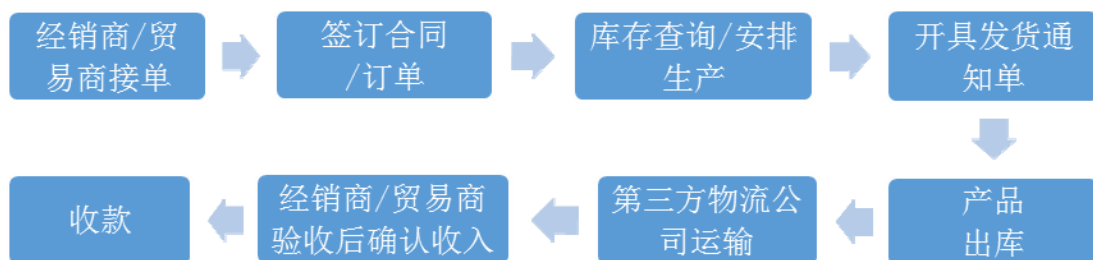 经销商/贸
易商接单
签订合同
/订单
库存查询/安排
生产
开具发货通
知单
产品
出库
第三方物流公
司运输
经销商/贸易商
验收后确认收入
收款